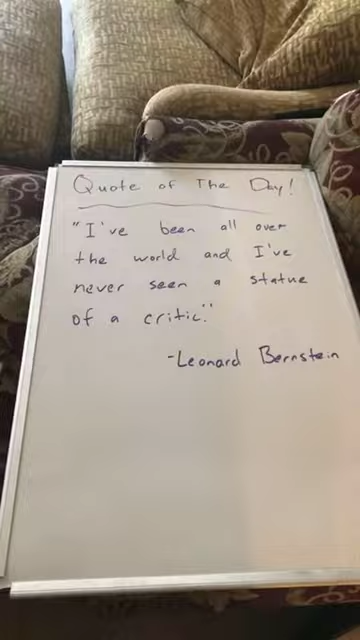 Quote of The Day!
"I've been all over
the world and I've
never seen a statue
of a critic."
-Leonard Bernstein